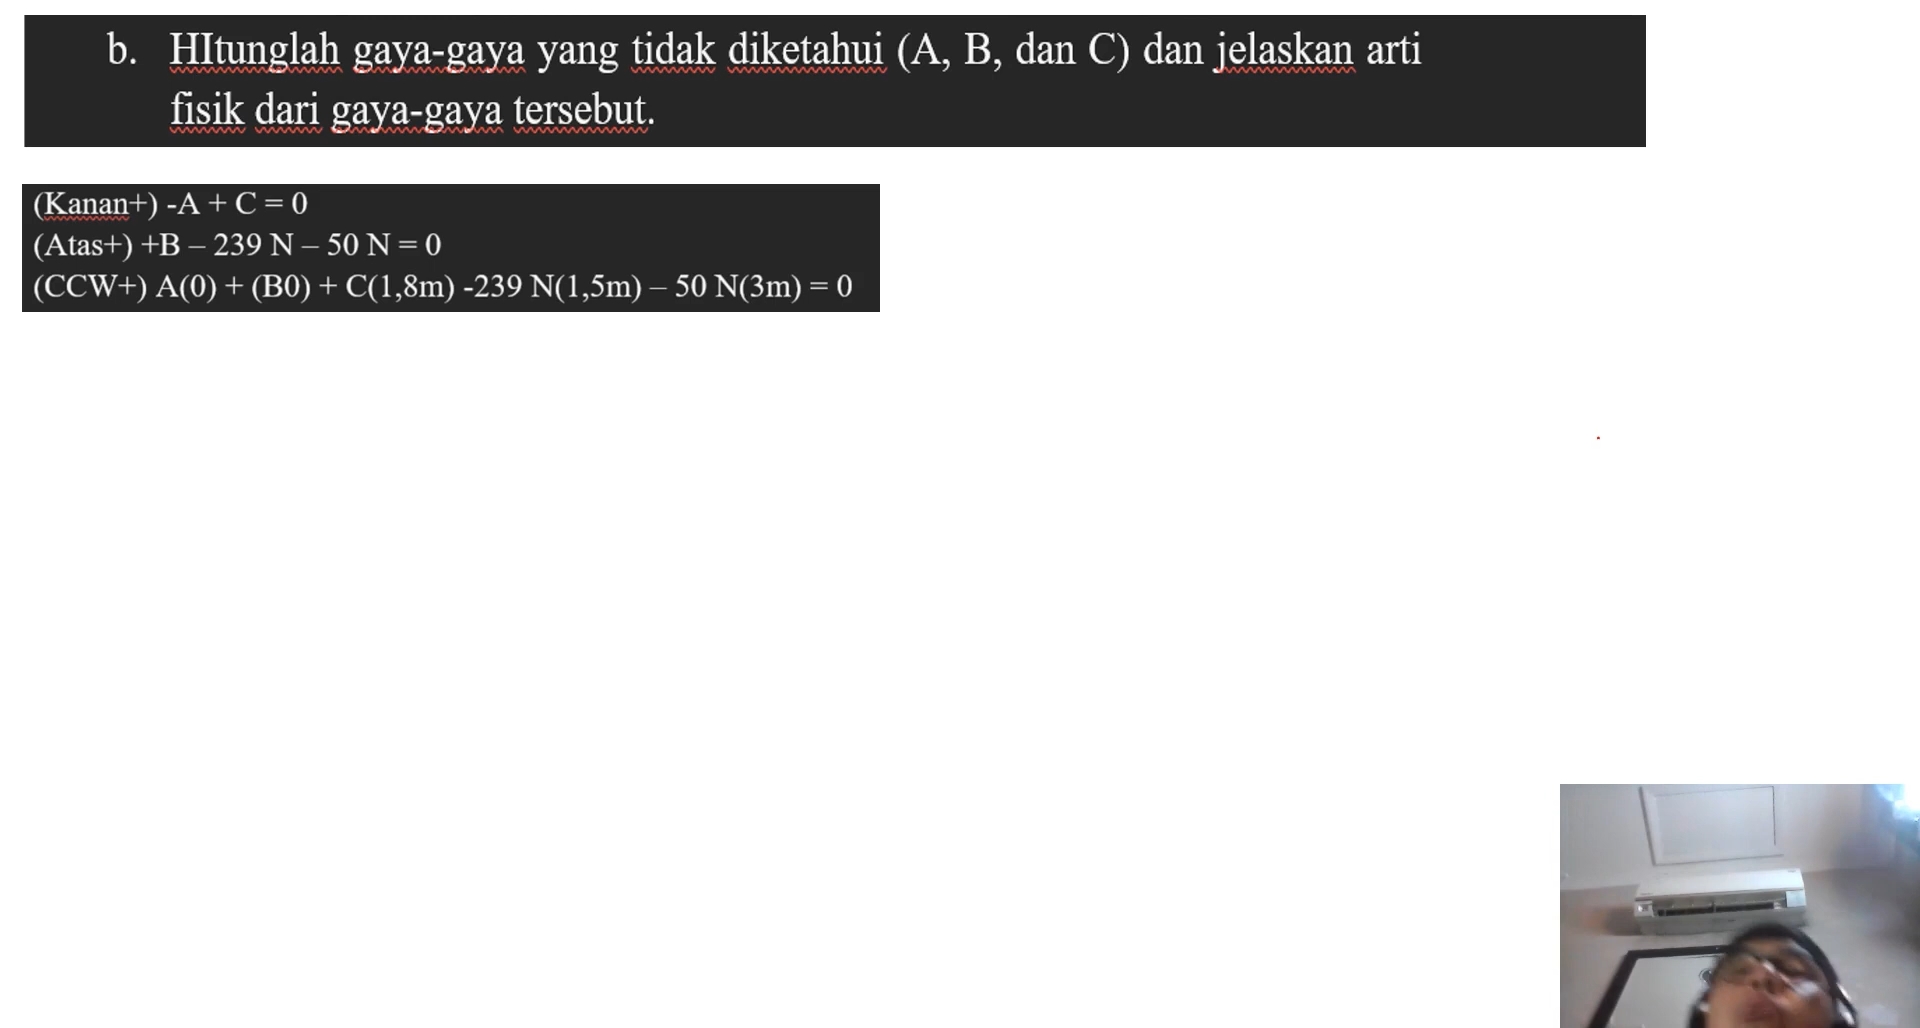 b. HItunglah gaya-gaya yang tidak diketahui (A, B, dan C) dan jelaskan arti
fisik dari gaya-gaya tersebut.
(Kanan+) -A + C = 0
(Atas+) +B – 239 N – 50 N = 0
(CCW+) A(0) + (B0) + C(1,8m) -239 N(1,5m) – 50 N(3m) = 0